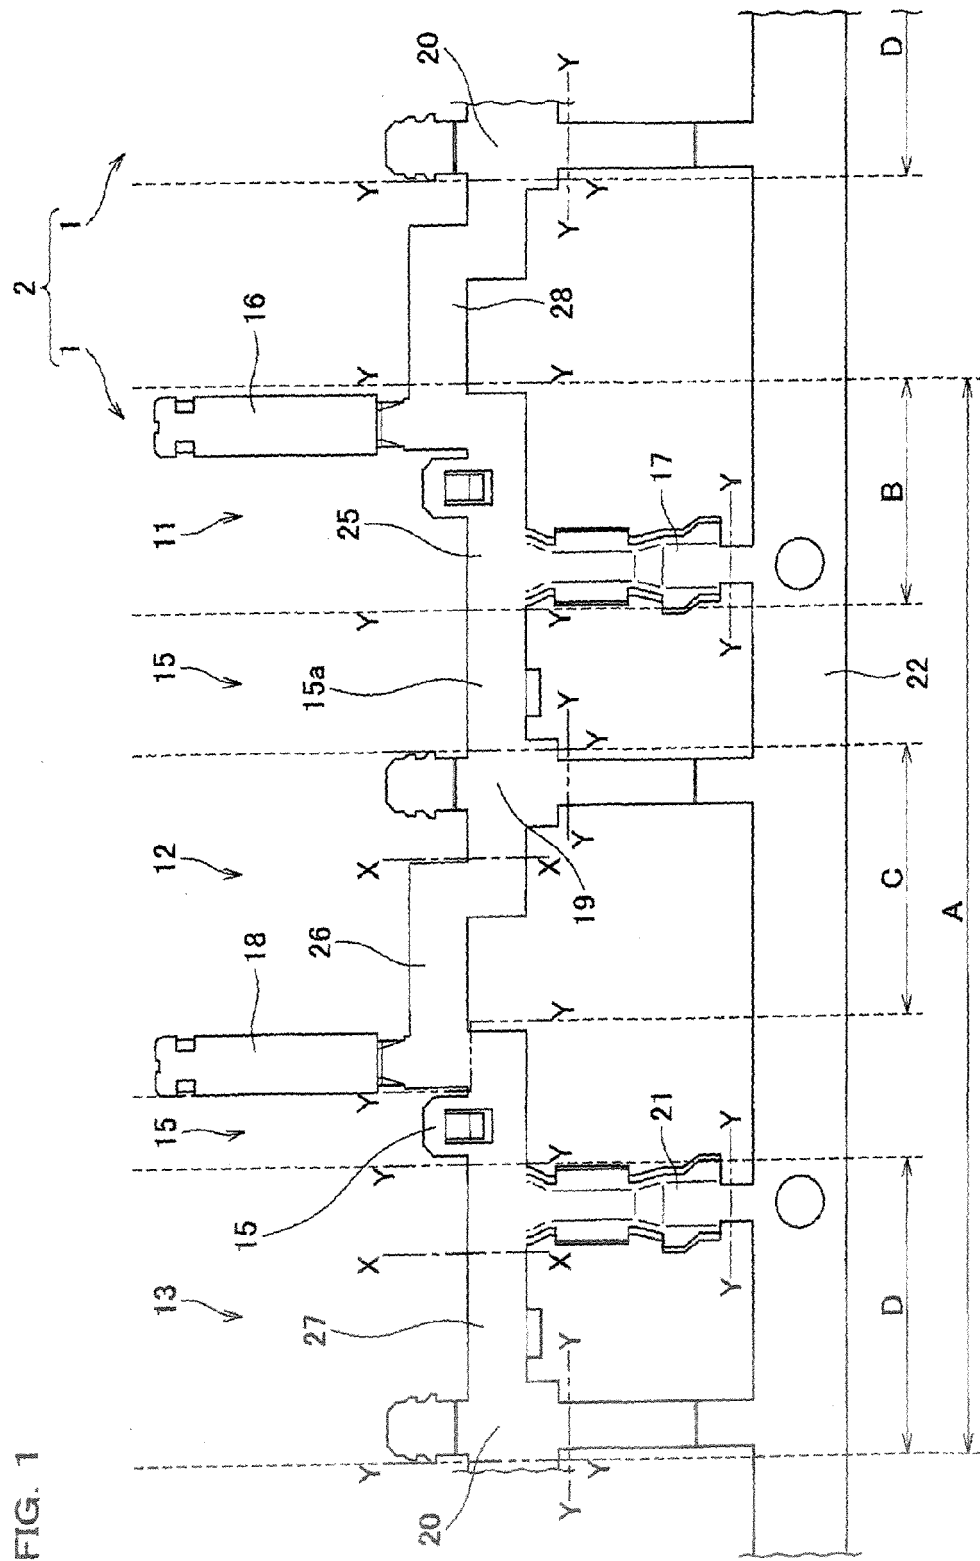 FIG. 1
2
1 1
13 15 12 15 11
15 18 16
27 26 15a 25
Y X Y Y X Y Y Y
20 20
X Y Y X Y Y 28
Y Y Y Y Y Y
19
Y Y Y
21 17
Y Y Y Y
22
D C B D
A